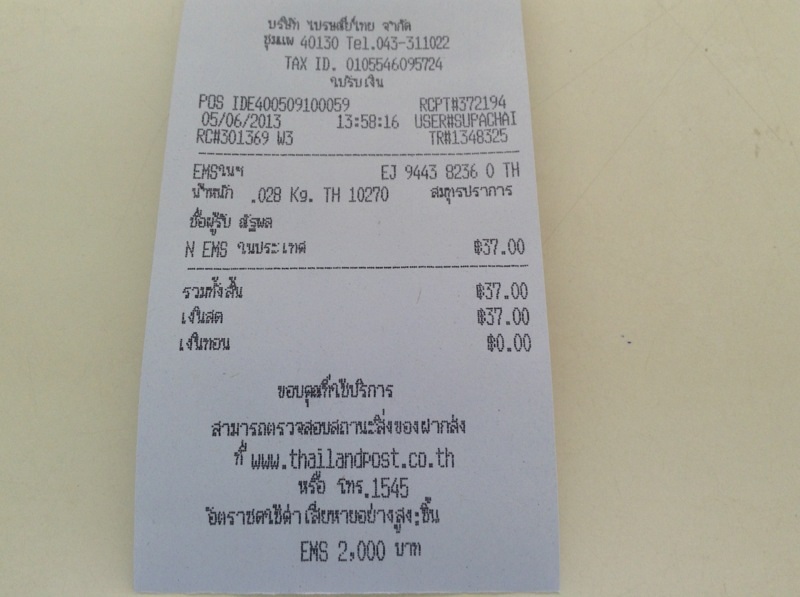 บริษัท ไปรษณีย์ไทย จำกัด
ชุมแพ 40130 Tel.043-311022
TAX ID. 0105546095724
ใบรับเงิน
POS IDE400509100059 RCPT#372194
05/06/2013 13:58:16 USER#SUPACHAI
RC#301369 W3 TR#1348325
EMSในฯ EJ 9443 8236 0 TH
น้ำหนัก .028 Kg. TH 10270 สมุทรปราการ
ชื่อผู้รับ ณัฐพล
N EMS ในประเทศ ฿37.00
รวมทั้งสิ้น ฿37.00
เงินสด ฿37.00
เงินทอน ฿0.00
ขอบคุณที่ใช้บริการ
สามารถตรวจสอบสถานะสิ่งของฝากส่ง
ที่ www.thailandpost.co.th
หรือ โทร.1545
อัตราชดใช้ค่าเสียหายอย่างสูง:ชิ้น
EMS 2,000 บาท